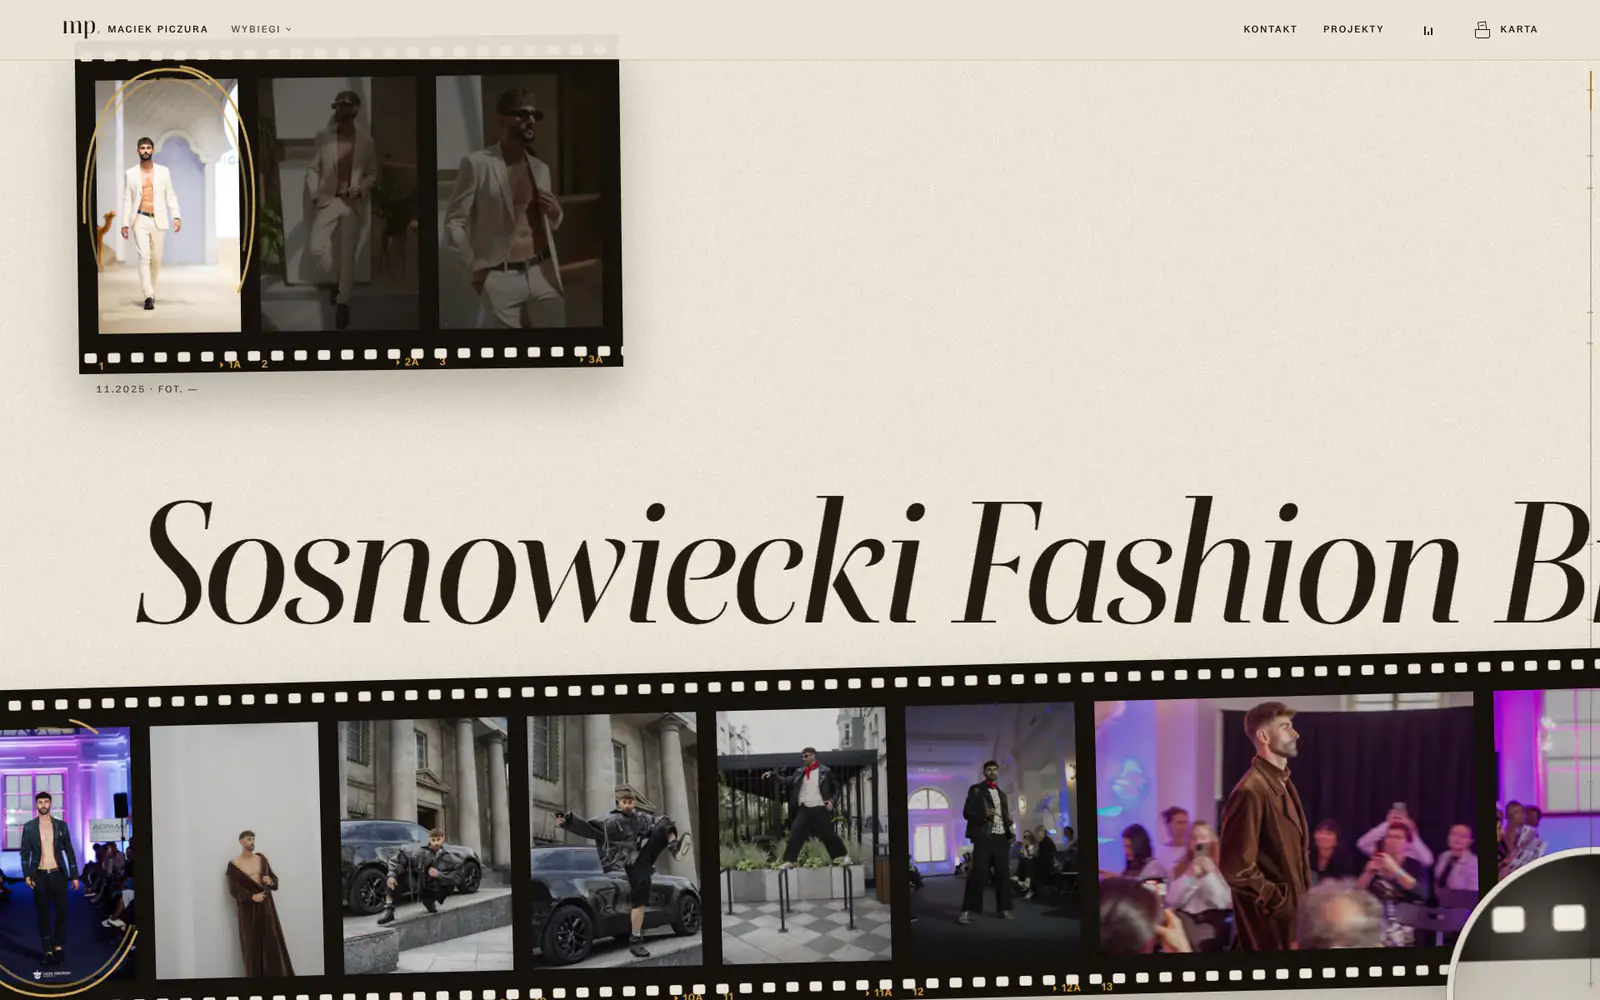 mp. MACIEK PICZURA WYBIEGI
KONTAKT PROJEKTY KARTA
1 1A 2 2A 3 3A
11.2025 · FOT. —
Sosnowiecki Fashion
10A 11 11A 12 12A 13